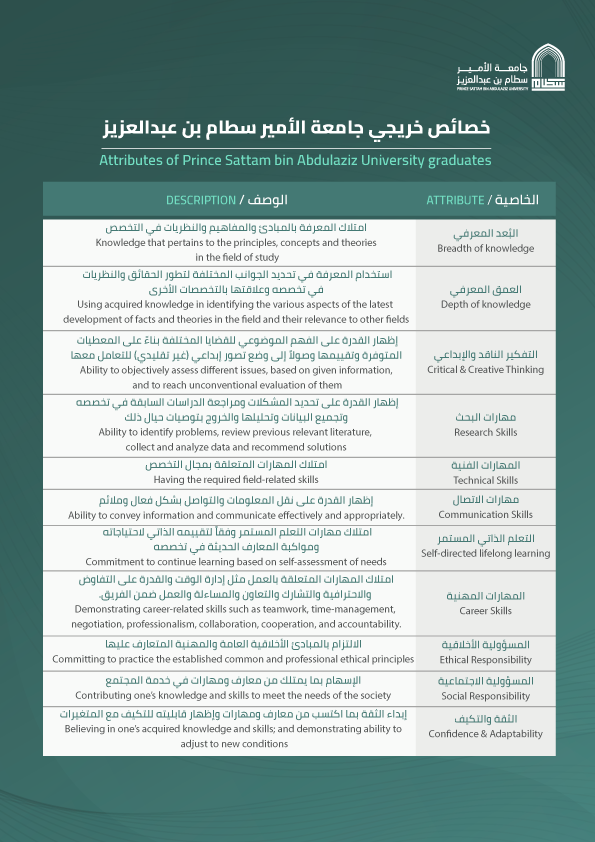 جامعة الأمير
سطام بن عبدالعزيز
PRINCE SATTAM BIN ABDULAZIZ UNIVERSITY
خصائص خريجي جامعة الأمير سطام بن عبدالعزيز
Attributes of Prince Sattam bin Abdulaziz University graduates
الخاصية / ATTRIBUTE
الوصف / DESCRIPTION
البُعد المعرفي
Breadth of knowledge
امتلاك المعرفة بالمبادئ والمفاهيم والنظريات في التخصص
Knowledge that pertains to the principles, concepts and theories
in the field of study
العمق المعرفي
Depth of knowledge
استخدام المعرفة في تحديد الجوانب المختلفة لتطور الحقائق والنظريات
في تخصصه وعلاقتها بالتخصصات الأخرى
Using acquired knowledge in identifying the various aspects of the latest
development of facts and theories in the field and their relevance to other fields
التفكير الناقد والإبداعي
Critical & Creative Thinking
إظهار القدرة على الفهم الموضوعي للقضايا المختلفة بناءً على المعطيات
المتوفرة وتقييمها وصولاً إلى وضع تصور إبداعي (غير تقليدي) للتعامل معها
Ability to objectively assess different issues, based on given information,
and to reach unconventional evaluation of them
مهارات البحث
Research Skills
إظهار القدرة على تحديد المشكلات ومراجعة الدراسات السابقة في تخصصه
وتجميع البيانات وتحليلها والخروج بتوصيات حيال ذلك
Ability to identify problems, review previous relevant literature,
collect and analyze data and recommend solutions
المهارات الفنية
Technical Skills
امتلاك المهارات المتعلقة بمجال التخصص
Having the required field-related skills
مهارات الاتصال
Communication Skills
إظهار القدرة على نقل المعلومات والتواصل بشكل فعال وملائم
Ability to convey information and communicate effectively and appropriately.
التعلم الذاتي المستمر
Self-directed lifelong learning
امتلاك مهارات التعلم المستمر وفقاً لتقييمه الذاتي لاحتياجاته
ومواكبة المعارف الحديثة في تخصصه
Commitment to continue learning based on self-assessment of needs
المهارات المهنية
Career Skills
امتلاك المهارات المتعلقة بالعمل مثل إدارة الوقت والقدرة على التفاوض
والاحترافية والتشارك والتعاون والمساءلة والعمل ضمن الفريق.
Demonstrating career-related skills such as teamwork, time-management,
negotiation, professionalism, collaboration, cooperation, and accountability.
المسؤولية الأخلاقية
Ethical Responsibility
الالتزام بالمبادئ الأخلاقية العامة والمهنية المتعارف عليها
Committing to practice the established common and professional ethical principles
المسؤولية الاجتماعية
Social Responsibility
الإسهام بما يمتلك من معارف ومهارات في خدمة المجتمع
Contributing one's knowledge and skills to meet the needs of the society
الثقة والتكيف
Confidence & Adaptability
إبداء الثقة بما اكتسب من معارف ومهارات وإظهار قابليته للتكيف مع المتغيرات
Believing in one's acquired knowledge and skills; and demonstrating ability to
adjust to new conditions